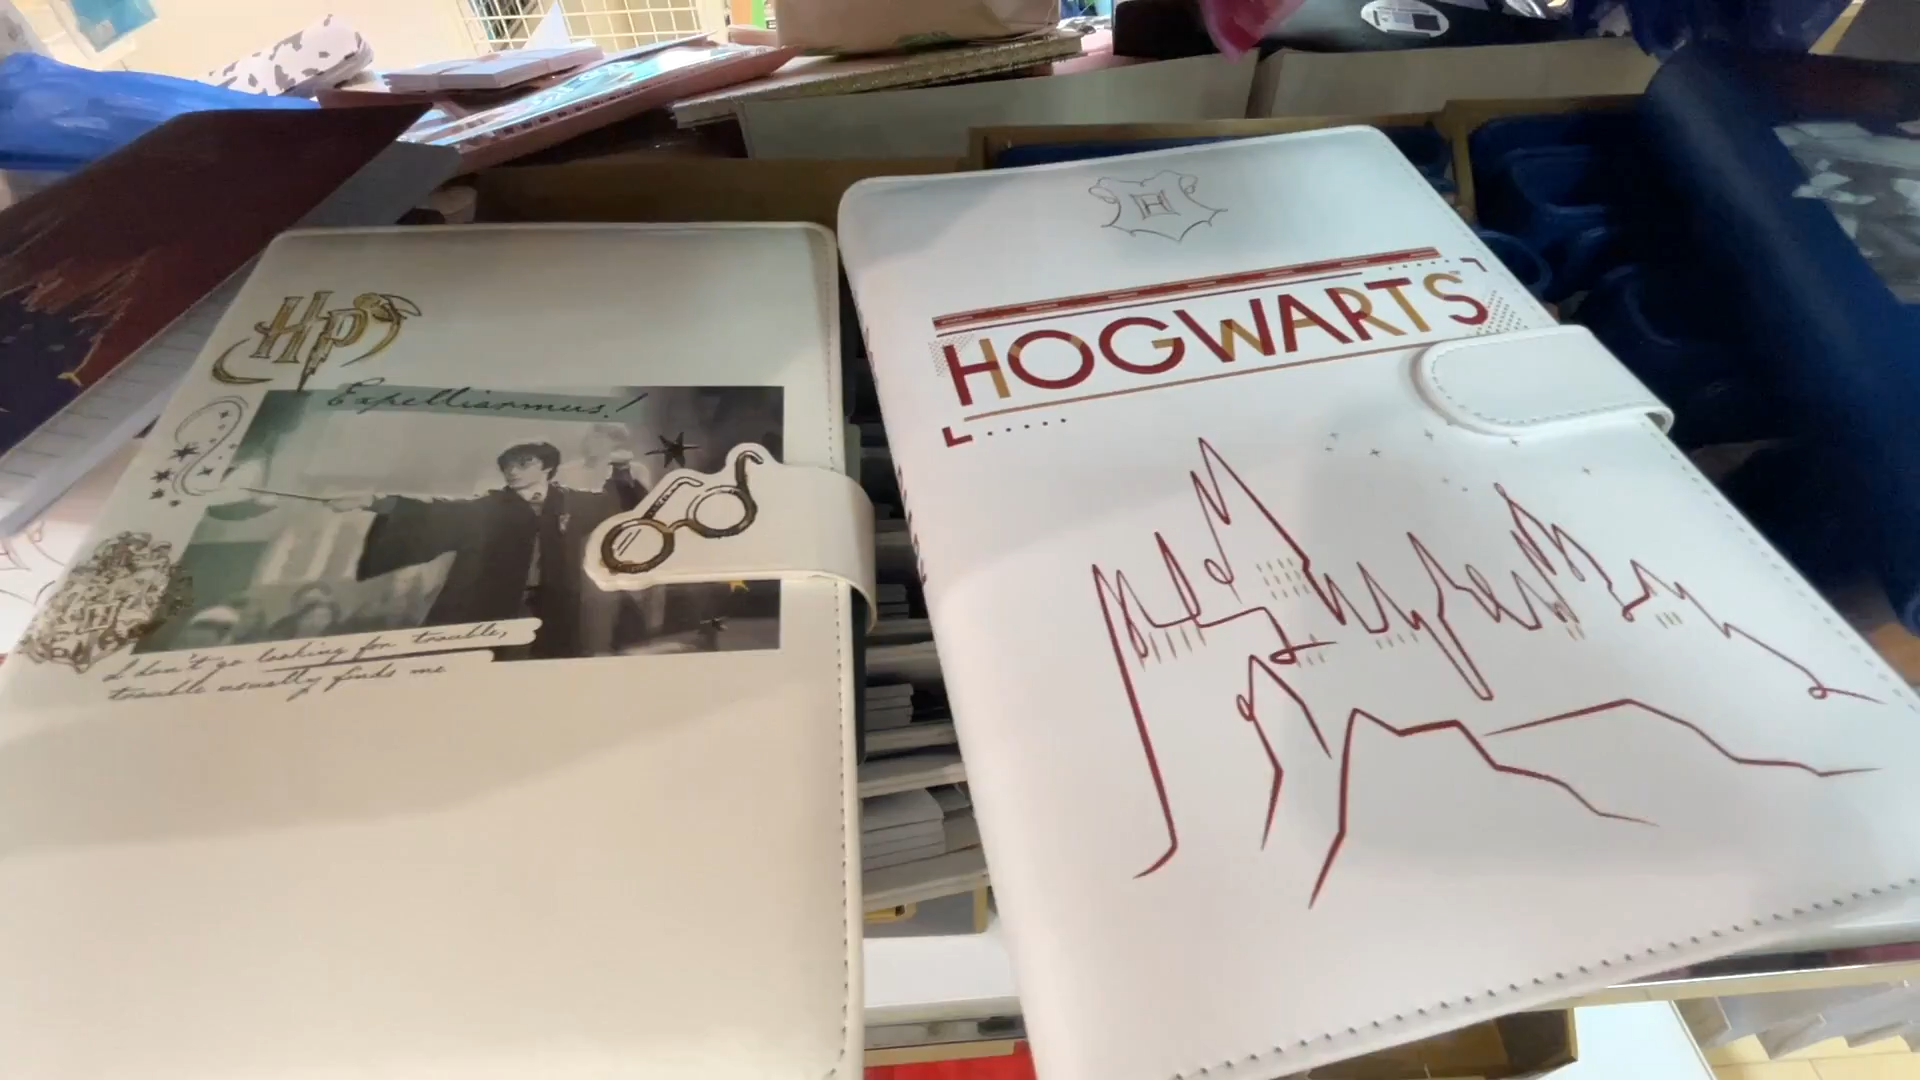 HP
Expelliarmus!
I don't go looking for trouble,
trouble usually finds me
H
HOGWARTS